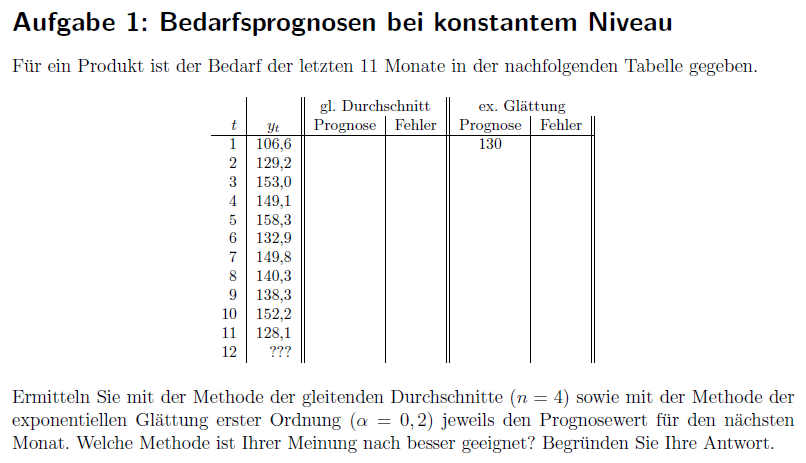 Aufgabe 1: Bedarfsprognosen bei konstantem Niveau
Für ein Produkt ist der Bedarf der letzten 11 Monate in der nachfolgenden Tabelle gegeben.
gl. Durchschnitt ex. Glättung
t yt Prognose Fehler Prognose Fehler
1 106,6 130
2 129,2
3 153,0
4 149,1
5 158,3
6 132,9
7 149,8
8 140,3
9 138,3
10 152,2
11 128,1
12 ???
Ermitteln Sie mit der Methode der gleitenden Durchschnitte (n = 4) sowie mit der Methode der
exponentiellen Glättung erster Ordnung (α = 0, 2) jeweils den Prognosewert für den nächsten
Monat. Welche Methode ist Ihrer Meinung nach besser geeignet? Begründen Sie Ihre Antwort.